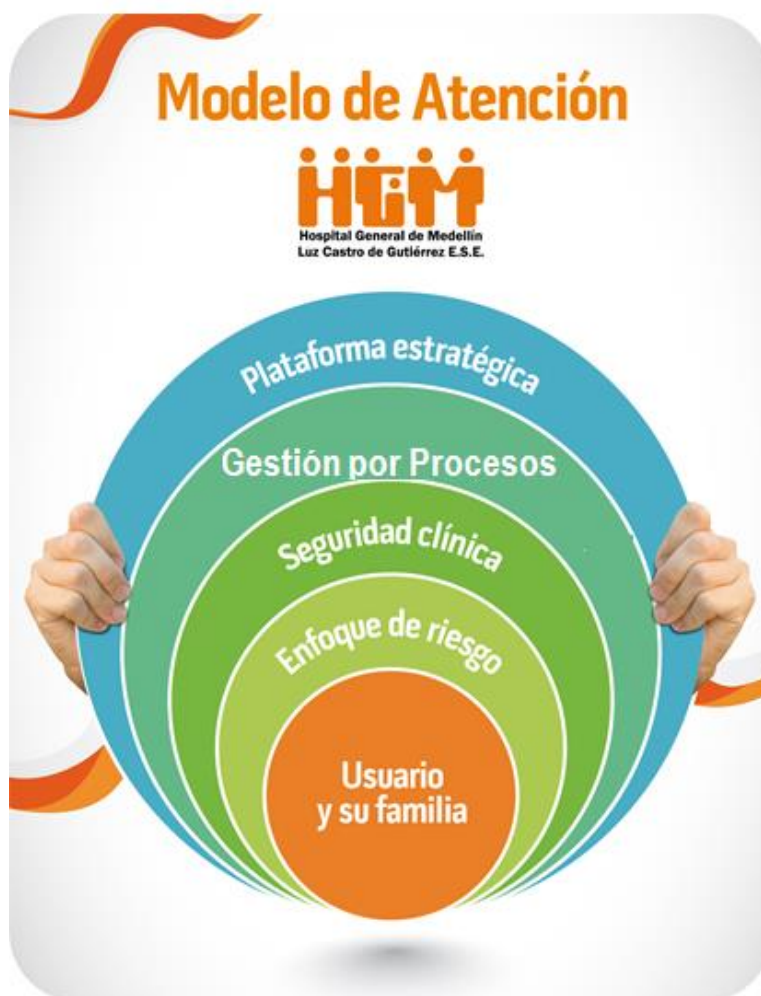 Modelo de Atención
HGM
Hospital General de Medellín
Luz Castro de Gutiérrez E.S.E.
Plataforma estratégica
Gestión por Procesos
Seguridad clínica
Enfoque de riesgo
Usuario
y su familia